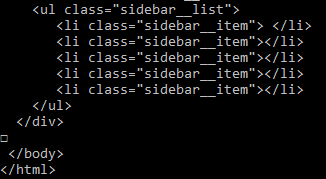 <ul class="sidebar__list">
<li class="sidebar__item"> </li>
<li class="sidebar__item"></li>
<li class="sidebar__item"></li>
<li class="sidebar__item"></li>
<li class="sidebar__item"></li>
</ul>
</div>
□
</body>
</html>